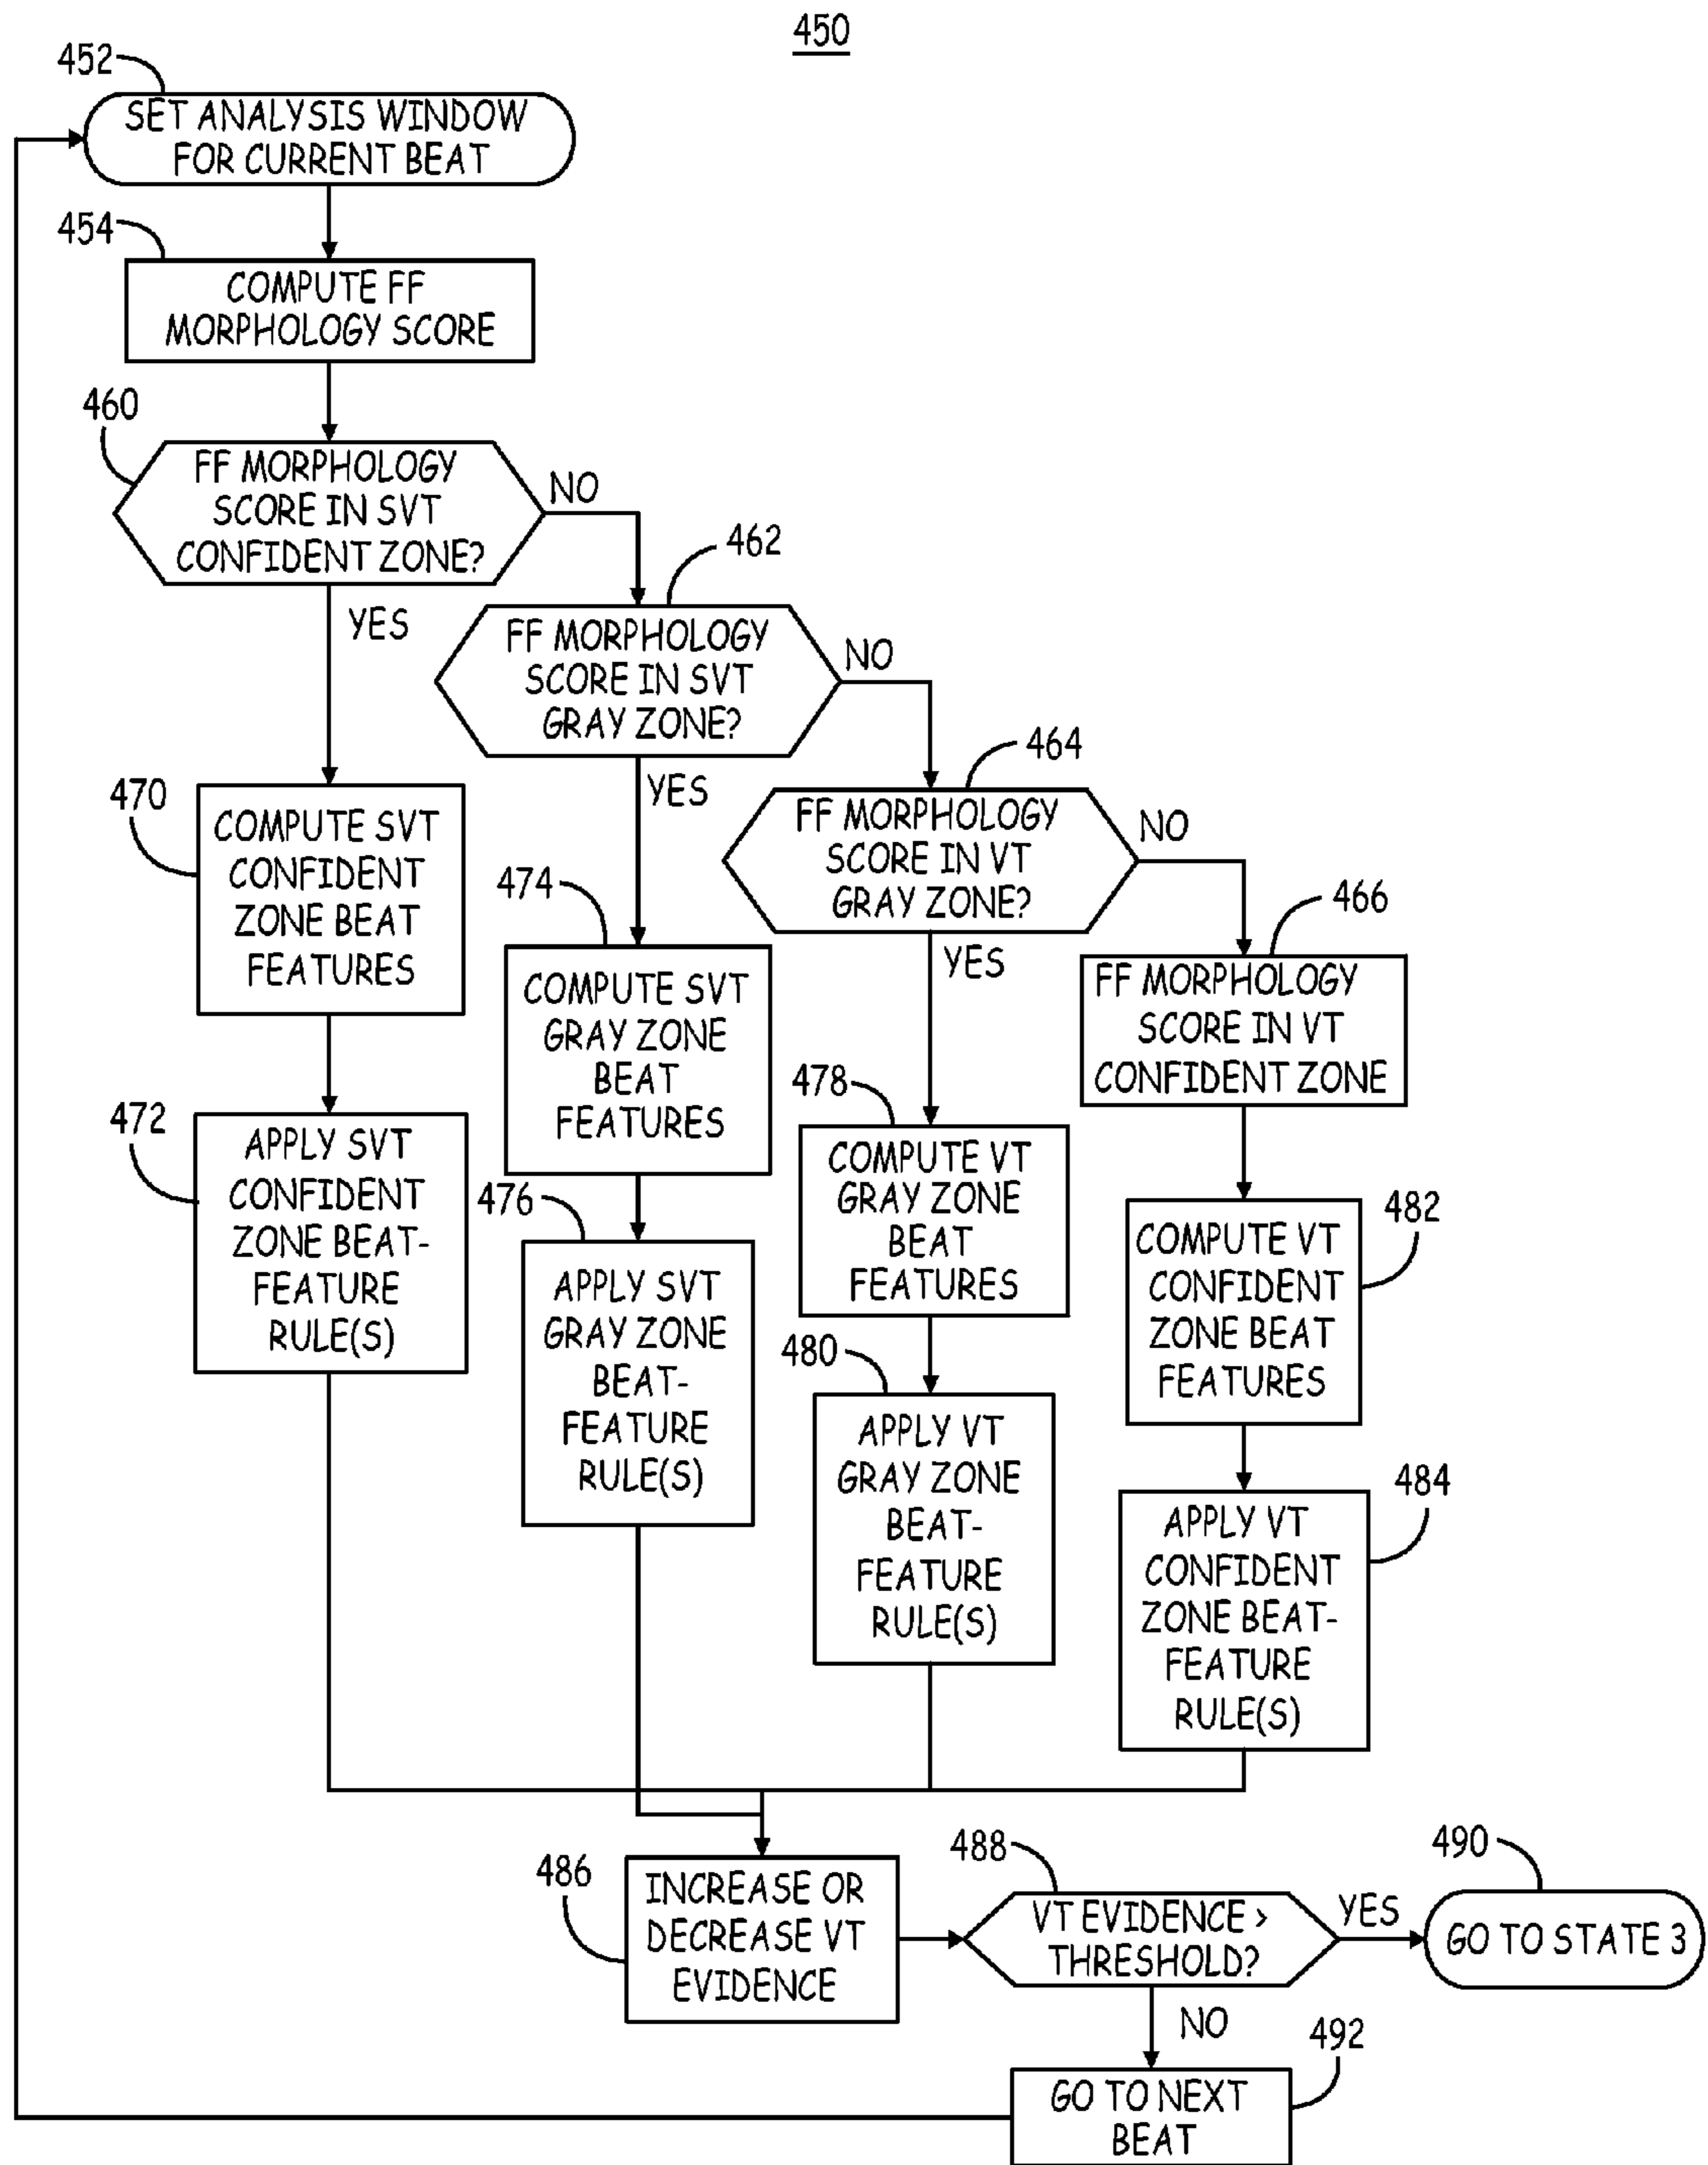 450
452
SET ANALYSIS WINDOW
FOR CURRENT BEAT
454
COMPUTE FF
MORPHOLOGY SCORE
460
FF MORPHOLOGY
SCORE IN SVT
CONFIDENT ZONE?
NO
YES
462
FF MORPHOLOGY
SCORE IN SVT
GRAY ZONE?
NO
YES
464
FF MORPHOLOGY
SCORE IN VT
GRAY ZONE?
NO
YES
466
FF MORPHOLOGY
SCORE IN VT
CONFIDENT ZONE
470
COMPUTE SVT
CONFIDENT
ZONE BEAT
FEATURES
472
APPLY SVT
CONFIDENT
ZONE BEAT-
FEATURE
RULE(S)
474
COMPUTE SVT
GRAY ZONE
BEAT
FEATURES
476
APPLY SVT
GRAY ZONE
BEAT-
FEATURE
RULE(S)
478
COMPUTE VT
GRAY ZONE
BEAT
FEATURES
480
APPLY VT
GRAY ZONE
BEAT-
FEATURE
RULE(S)
482
COMPUTE VT
CONFIDENT
ZONE BEAT
FEATURES
484
APPLY VT
CONFIDENT
ZONE BEAT-
FEATURE
RULE(S)
486
INCREASE OR
DECREASE VT
EVIDENCE
488
VT EVIDENCE >
THRESHOLD?
YES
NO
490
GO TO STATE 3
492
GO TO NEXT
BEAT